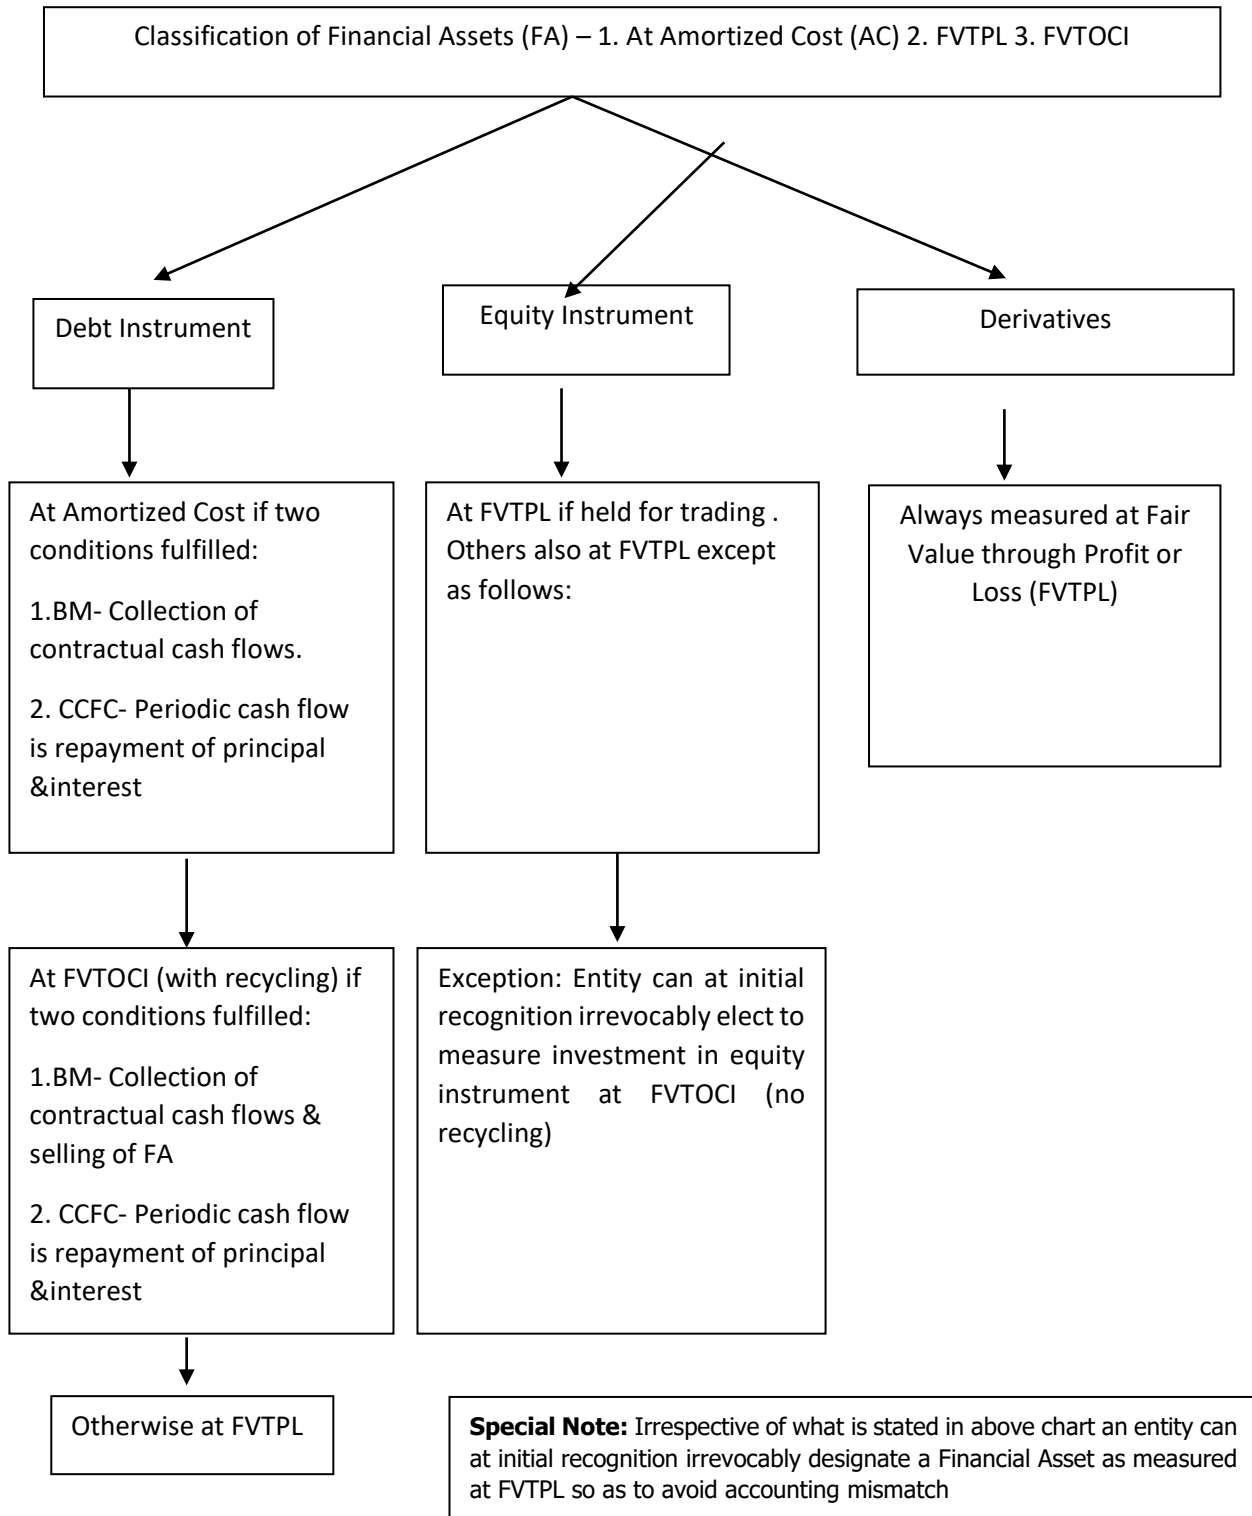 Classification of Financial Assets (FA) – 1. At Amortized Cost (AC) 2. FVTPL 3. FVTOCI
Debt Instrument
Equity Instrument
Derivatives
At Amortized Cost if two
conditions fulfilled:
1.BM- Collection of
contractual cash flows.
2. CCFC- Periodic cash flow
is repayment of principal
&interest
At FVTPL if held for trading .
Others also at FVTPL except
as follows:
Always measured at Fair
Value through Profit or
Loss (FVTPL)
At FVTOCI (with recycling) if
two conditions fulfilled:
1.BM- Collection of
contractual cash flows &
selling of FA
2. CCFC- Periodic cash flow
is repayment of principal
&interest
Exception: Entity can at initial
recognition irrevocably elect to
measure investment in equity
instrument at FVTOCI (no
recycling)
Otherwise at FVTPL
Special Note: Irrespective of what is stated in above chart an entity can
at initial recognition irrevocably designate a Financial Asset as measured
at FVTPL so as to avoid accounting mismatch